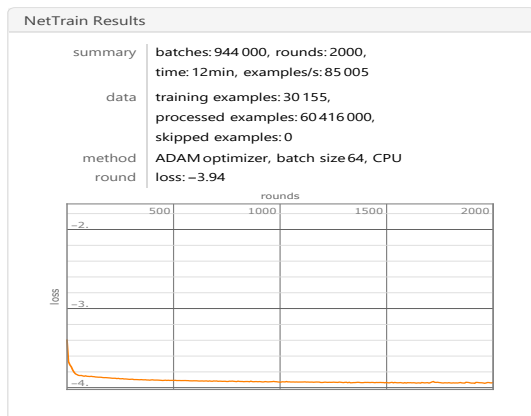 NetTrain Results
summary batches: 944 000, rounds: 2000,
time: 12min, examples/s: 85 005
data training examples: 30 155,
processed examples: 60 416 000,
skipped examples: 0
method ADAM optimizer, batch size 64, CPU
round loss: −3.94
rounds
500 1000 1500 2000
−2.
−3.
−4.
loss